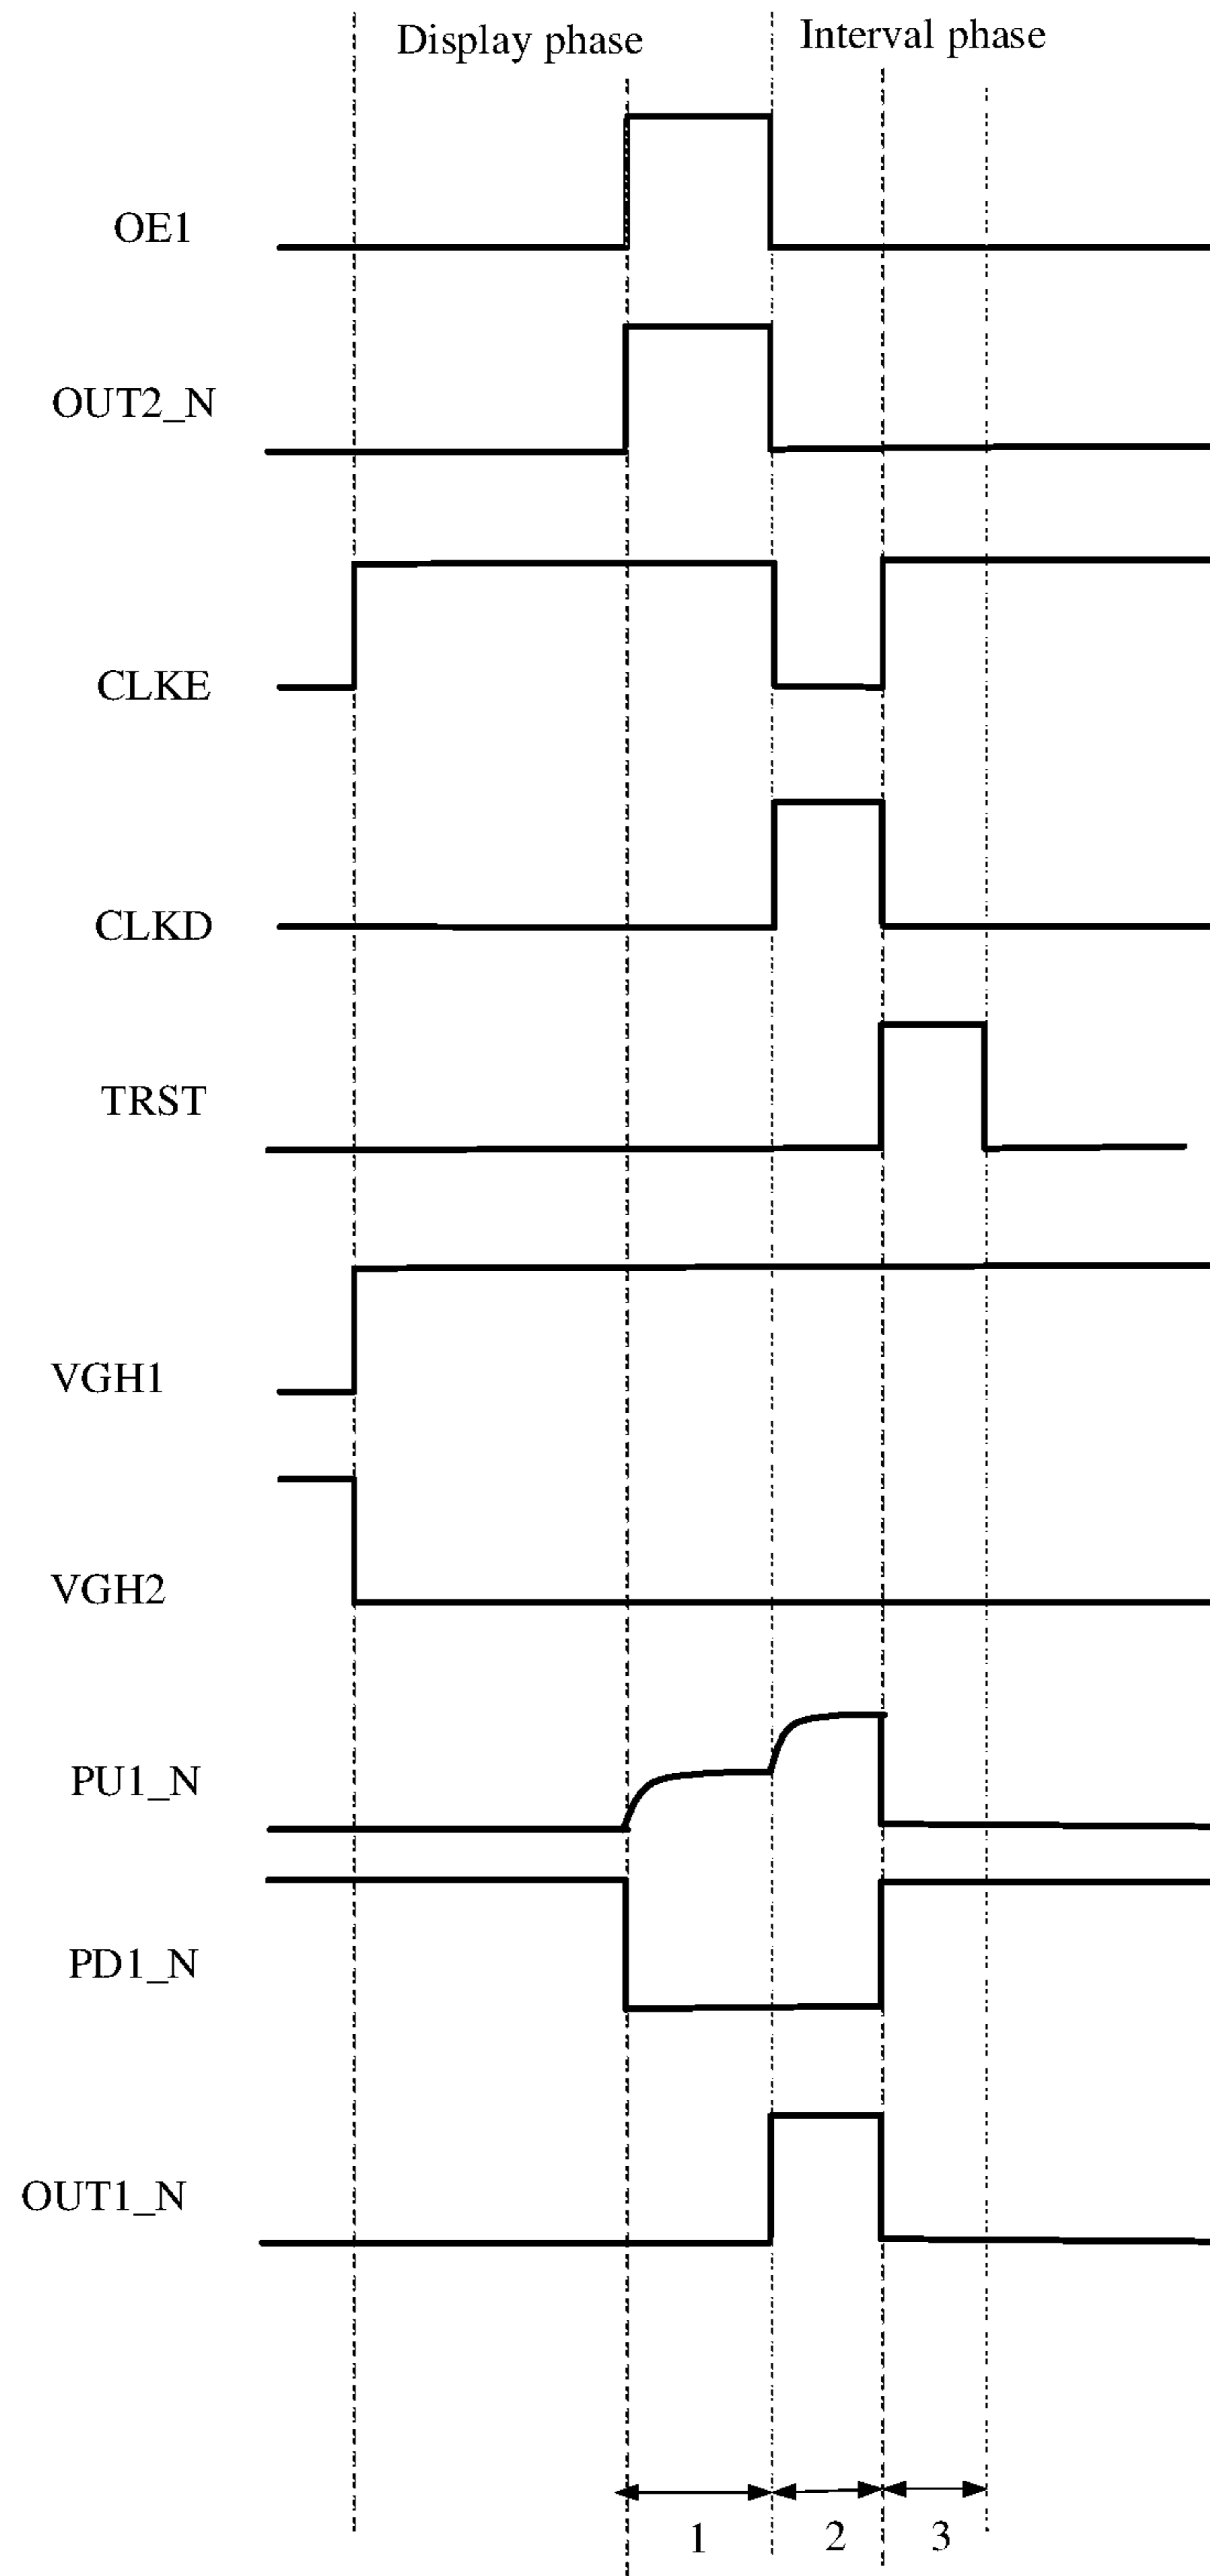 Display phase
Interval phase
OE1
OUT2_N
CLKE
CLKD
TRST
VGH1
VGH2
PU1_N
PD1_N
OUT1_N
1
2
3